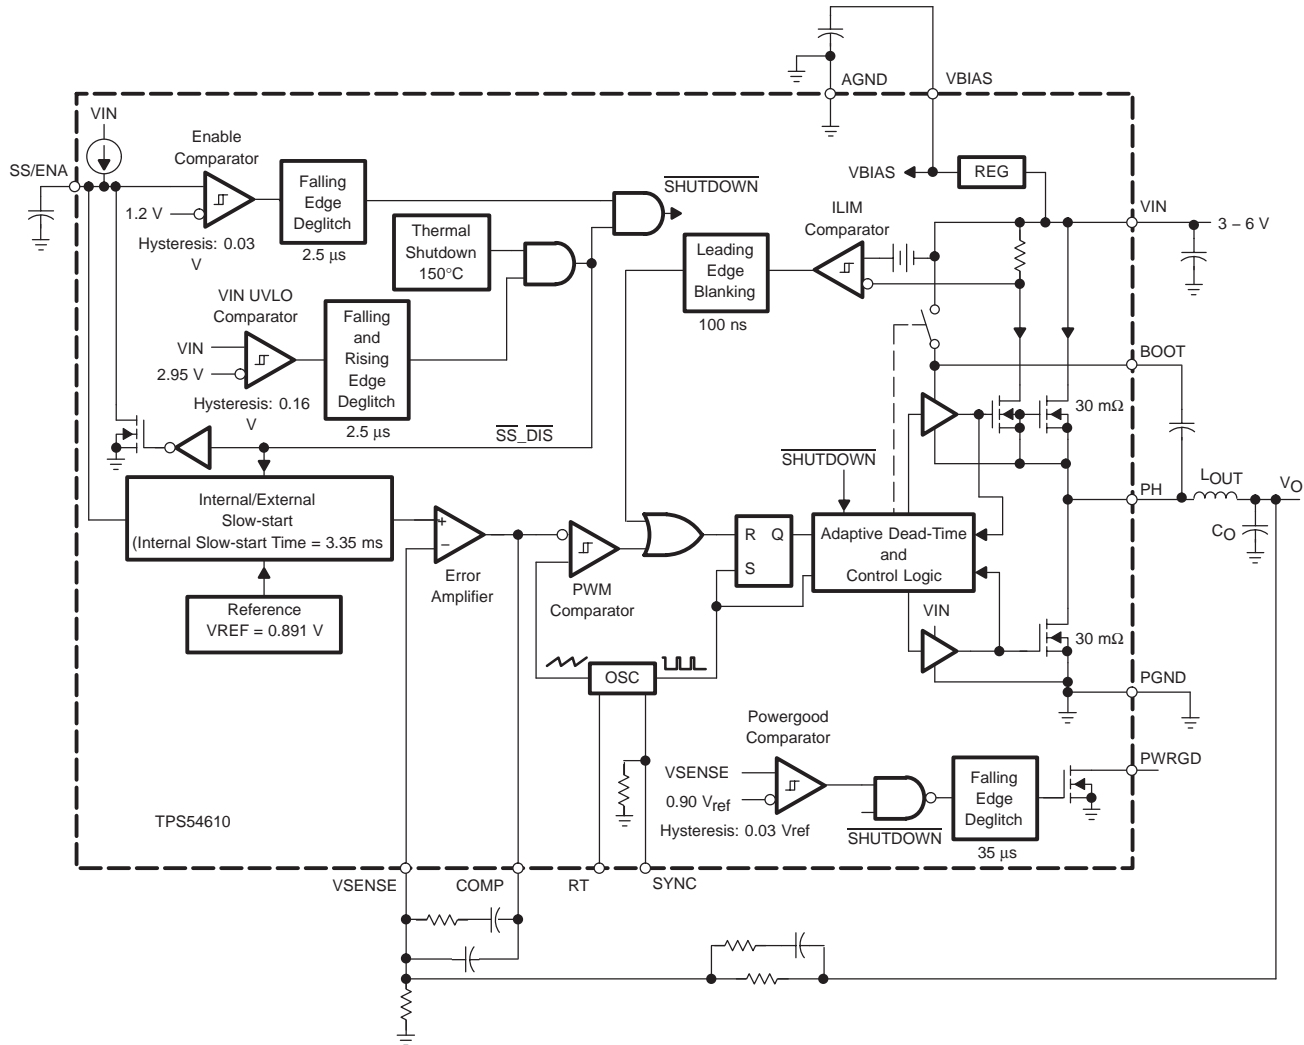 AGND
VBIAS
VIN
Enable
Comparator
SS/ENA
1.2 V
Hysteresis: 0.03
V
Falling
Edge
Deglitch
2.5 μs
SHUTDOWN
VBIAS
REG
Thermal
Shutdown
150°C
ILIM
Comparator
Leading
Edge
Blanking
100 ns
VIN
3 – 6 V
VIN UVLO
Comparator
VIN
2.95 V
Hysteresis: 0.16
V
Falling
and
Rising
Edge
Deglitch
2.5 μs
BOOT
30 mΩ
SS_DIS
SHUTDOWN
PH
LOUT
VO
CO
Internal/External
Slow-start
(Internal Slow-start Time = 3.35 ms
Reference
VREF = 0.891 V
+
−
Error
Amplifier
PWM
Comparator
R Q
S
Adaptive Dead-Time
and
Control Logic
VIN
30 mΩ
OSC
PGND
Powergood
Comparator
VSENSE
0.90 Vref
Hysteresis: 0.03 Vref
SHUTDOWN
Falling
Edge
Deglitch
35 μs
PWRGD
TPS54610
VSENSE
COMP
RT
SYNC